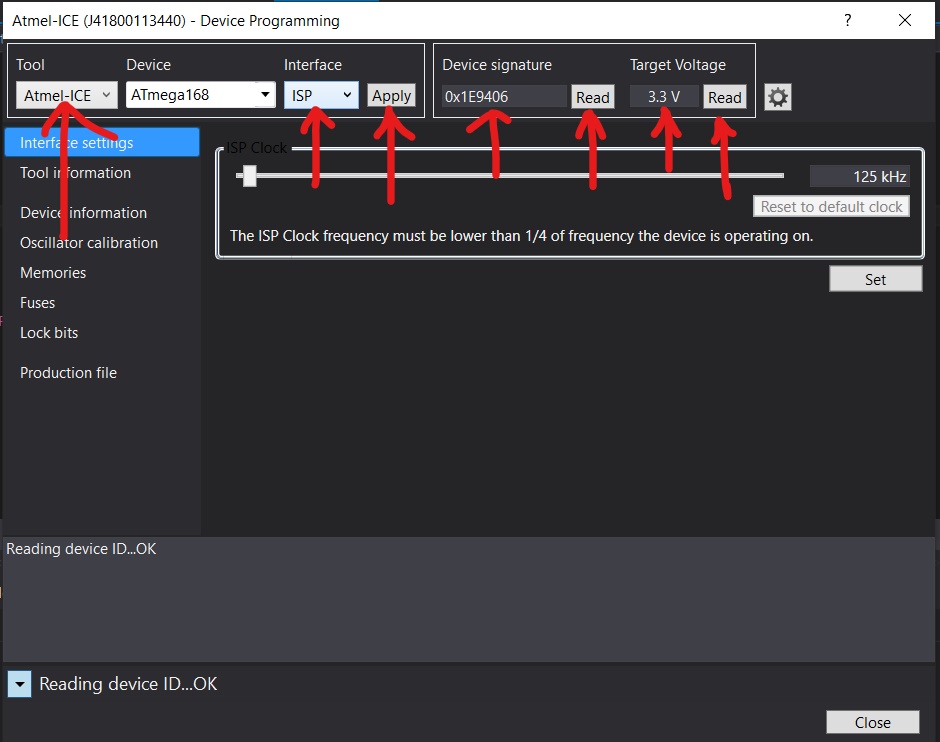 Atmel-ICE (J41800113440) - Device Programming
?
Tool Device Interface Device signature Target Voltage
Atmel-ICE ATmega168 ISP Apply 0x1E9406 Read 3.3 V Read
Interface settings
Tool information
Device information
Oscillator calibration
Memories
Fuses
Lock bits
Production file
ISP Clock
125 kHz
Reset to default clock
The ISP Clock frequency must be lower than 1/4 of frequency the device is operating on.
Set
Reading device ID...OK
Reading device ID...OK
Close